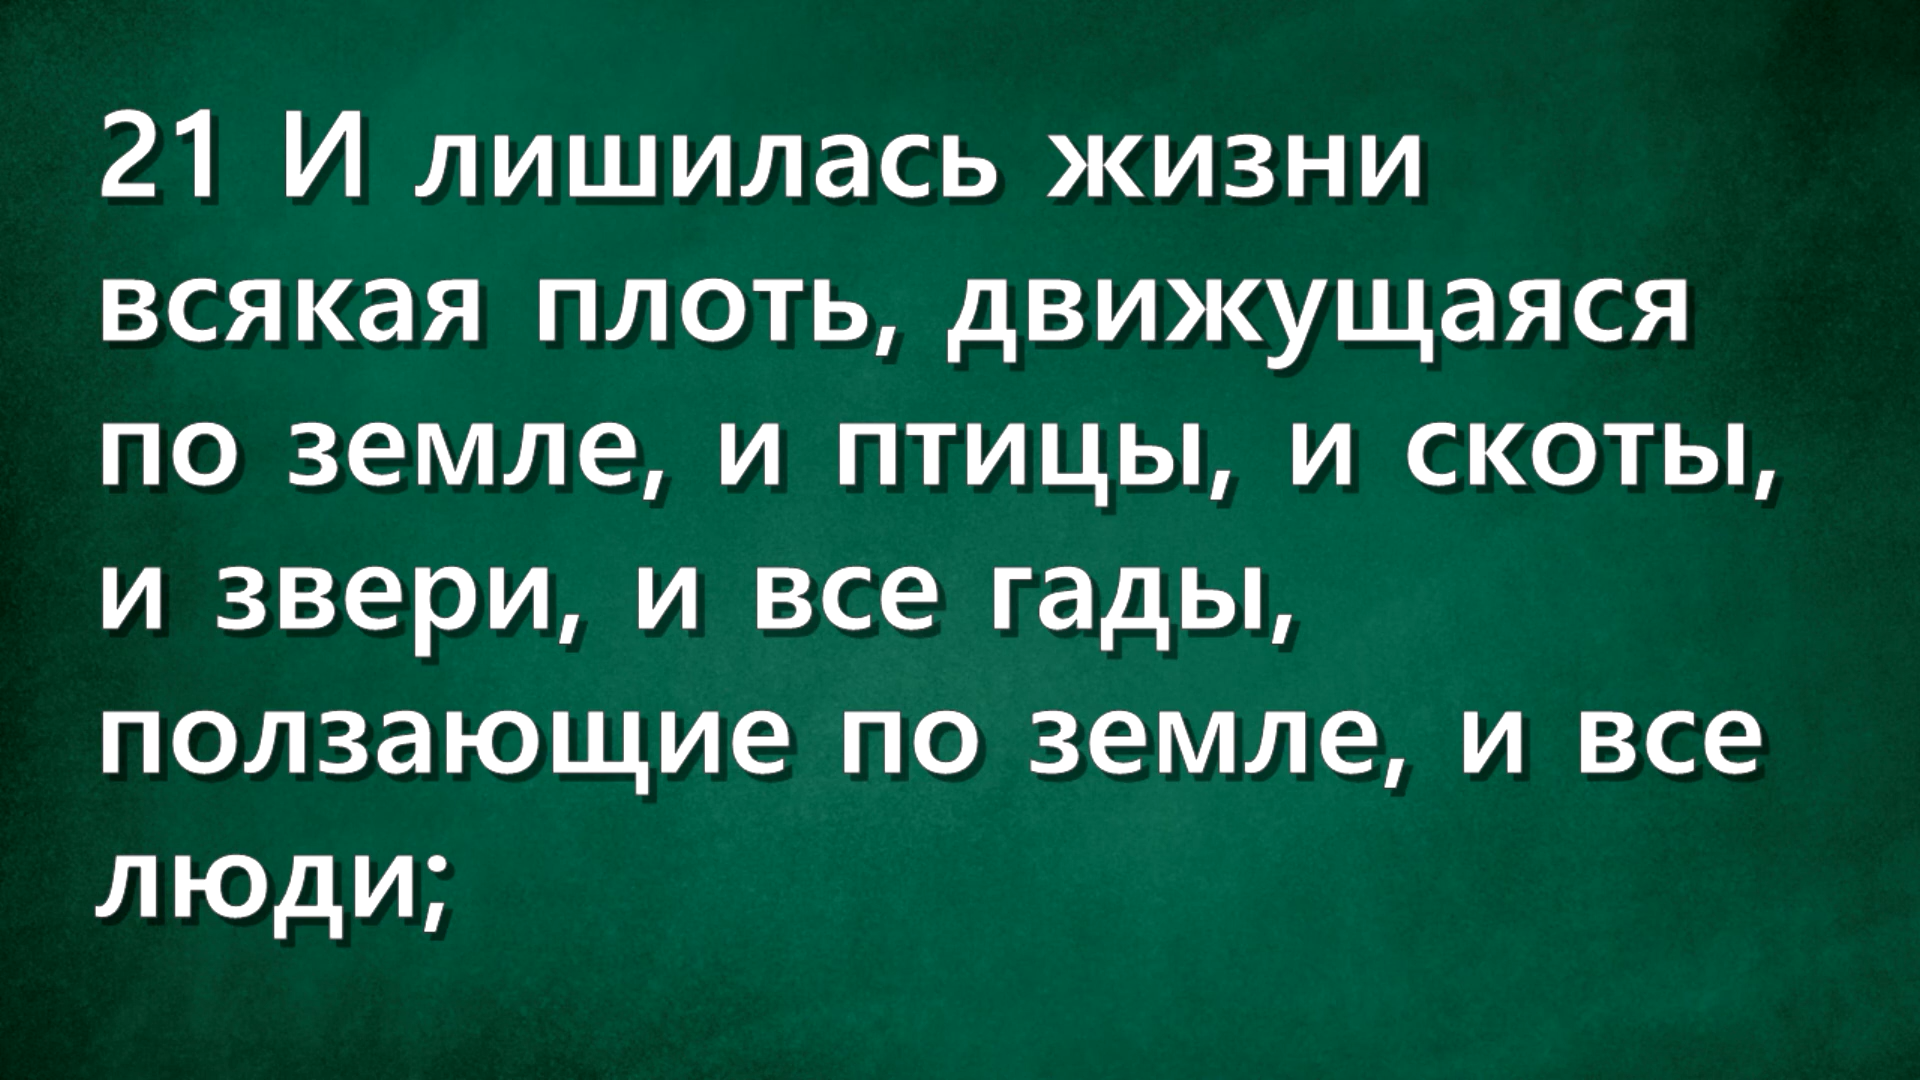 21 И лишилась жизни
всякая плоть, движущаяся
по земле, и птицы, и скоты,
и звери, и все гады,
ползающие по земле, и все
люди;